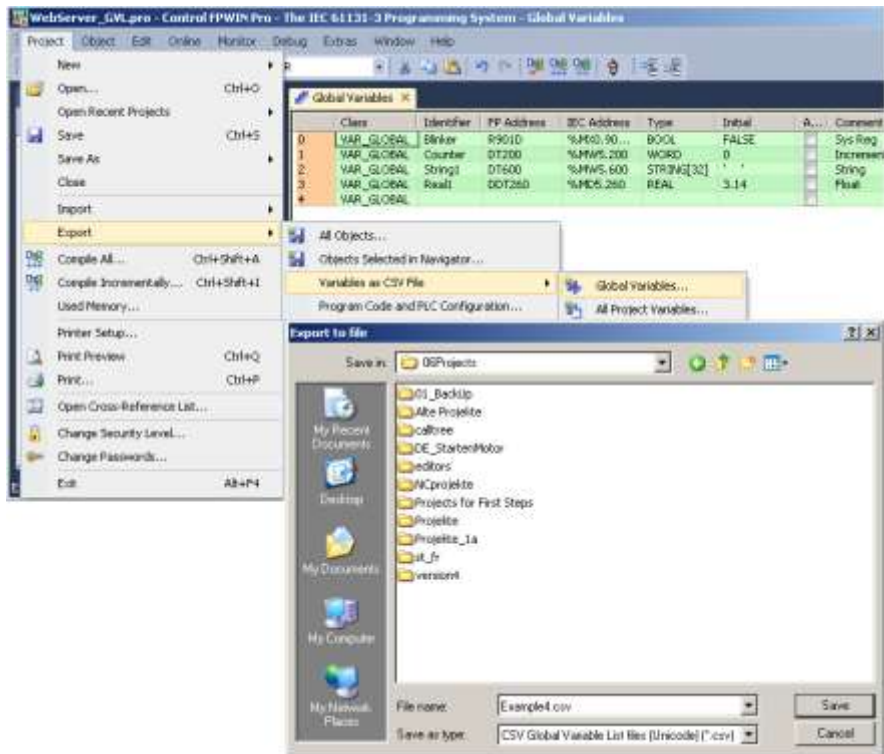 WebServer_GVL.pro - Control FPWIN Pro - The IEC 61131-3 Programming System - Global Variables
Project Object Edit Online Monitor Debug Extras Window Help
New
Open... Ctrl+O
Open Recent Projects
Save Ctrl+S
Save As
Close
Import
Export
Compile All... Ctrl+Shift+A
Compile Incrementally... Ctrl+Shift+I
Used Memory...
Printer Setup...
Print Preview Ctrl+Q
Print... Ctrl+P
Open Cross-Reference List...
Change Security Level...
Change Passwords...
Exit Alt+F4
Global Variables
Class Identifier FP Address IEC Address Type Initial A... Comment
0 VAR_GLOBAL Blinker R901D %MX0.90... BOOL FALSE Sys Reg
1 VAR_GLOBAL Counter DT200 %MW5.200 WORD 0 Increment
2 VAR_GLOBAL String1 DT600 %MW5.600 STRING[32] ' ' String
3 VAR_GLOBAL Real1 DDT260 %MD5.260 REAL 3.14 Float
VAR_GLOBAL
All Objects...
Objects Selected in Navigator...
Variables as CSV File
Program Code and PLC Configuration...
Global Variables...
All Project Variables...
Export to file
Save in: 06Projects
My Recent Documents
Desktop
My Documents
My Computer
My Network Places
01_BackUp
Alte Projekte
calltree
DE_StartenMotor
editors
NCprojekte
Projects for First Steps
Projekte
Projekte_1a
st_fr
version4
File name: Example4.csv Save
Save as type: CSV Global Variable List files (Unicode) (*.csv) Cancel